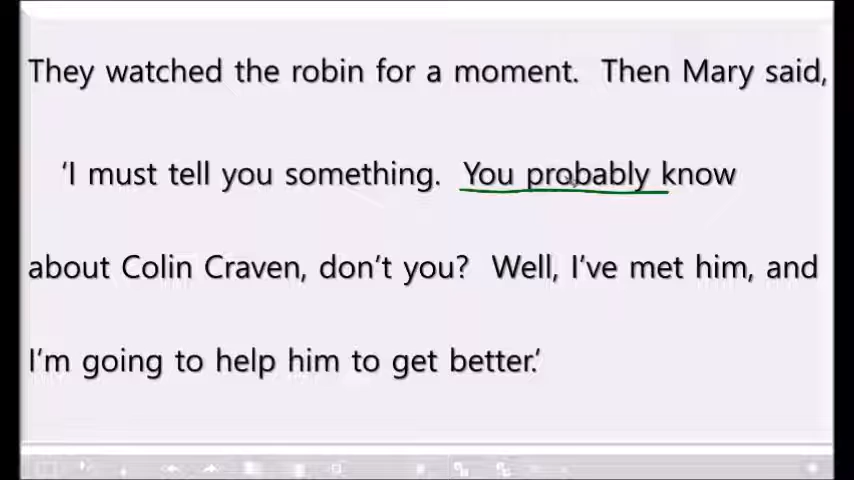 They watched the robin for a moment.  Then Mary said,
‘I must tell you something.  You probably know
about Colin Craven, don’t you?  Well, I’ve met him, and
I’m going to help him to get better.’